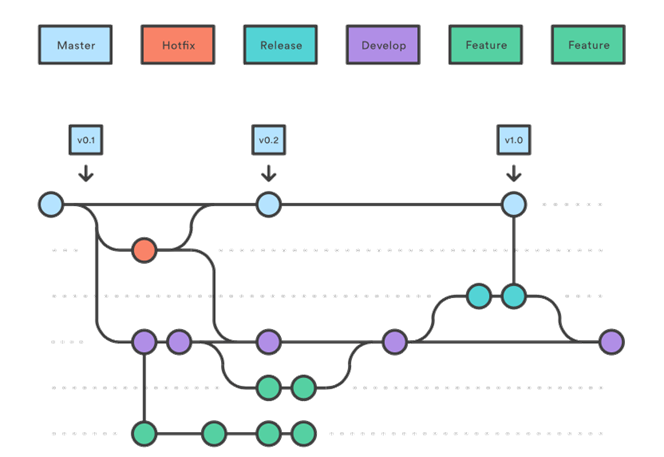 Master
Hotfix
Release
Develop
Feature
Feature
v0.1
v0.2
v1.0